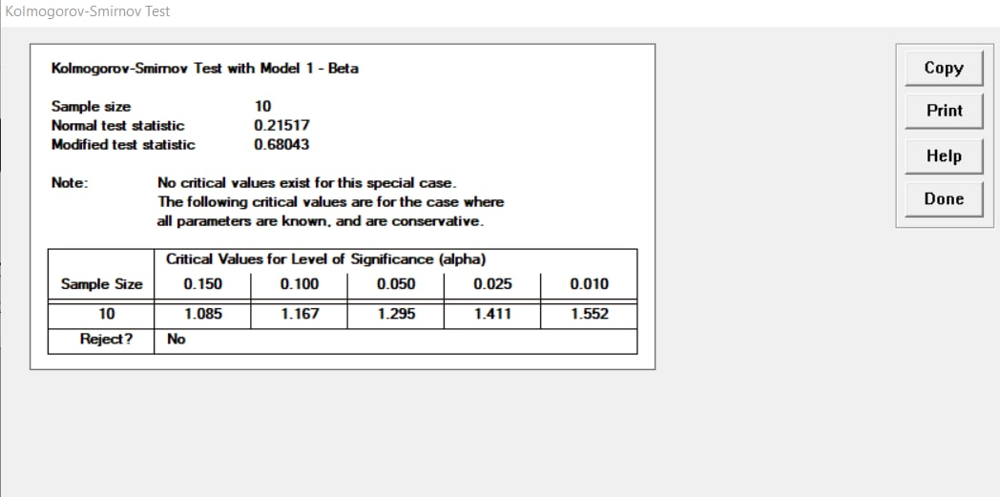 Kolmogorov-Smirnov Test
Kolmogorov-Smirnov Test with Model 1 - Beta
Sample size 10
Normal test statistic 0.21517
Modified test statistic 0.68043
Note: No critical values exist for this special case.
The following critical values are for the case where
all parameters are known, and are conservative.
Critical Values for Level of Significance (alpha)
Sample Size 0.150 0.100 0.050 0.025 0.010
10 1.085 1.167 1.295 1.411 1.552
Reject? No
Copy
Print
Help
Done